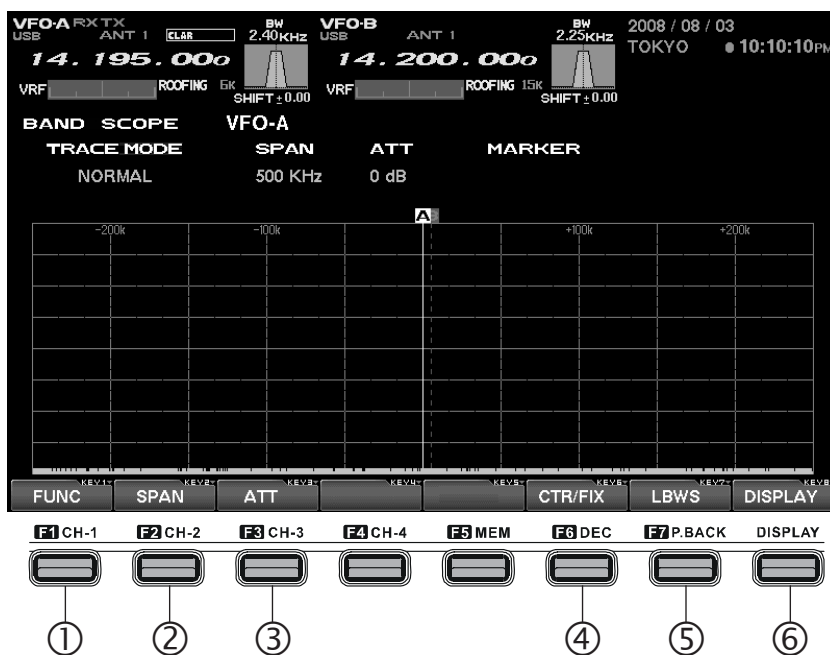 VFO-A RX TX BW 2.40KHz VFO-B BW 2.25KHz 2008 / 08 / 03
USB ANT 1 CLAR USB ANT 1 TOKYO 10:10:10PM
14. 195. 000 14. 200. 000
VRF ROOFING 6K SHIFT ± 0.00 VRF ROOFING 15K SHIFT ± 0.00
BAND SCOPE VFO-A
TRACE MODE SPAN ATT MARKER
NORMAL 500 KHz 0 dB
A
-200k -100k +100k +200k
KEY1 KEY2 KEY3 KEY4 KEY5 KEY6 KEY7 KEY8
FUNC SPAN ATT CTR/FIX LBWS DISPLAY
F1 CH-1 F2 CH-2 F3 CH-3 F4 CH-4 F5 MEM F6 DEC F7 P.BACK DISPLAY
① ② ③ ④ ⑤ ⑥